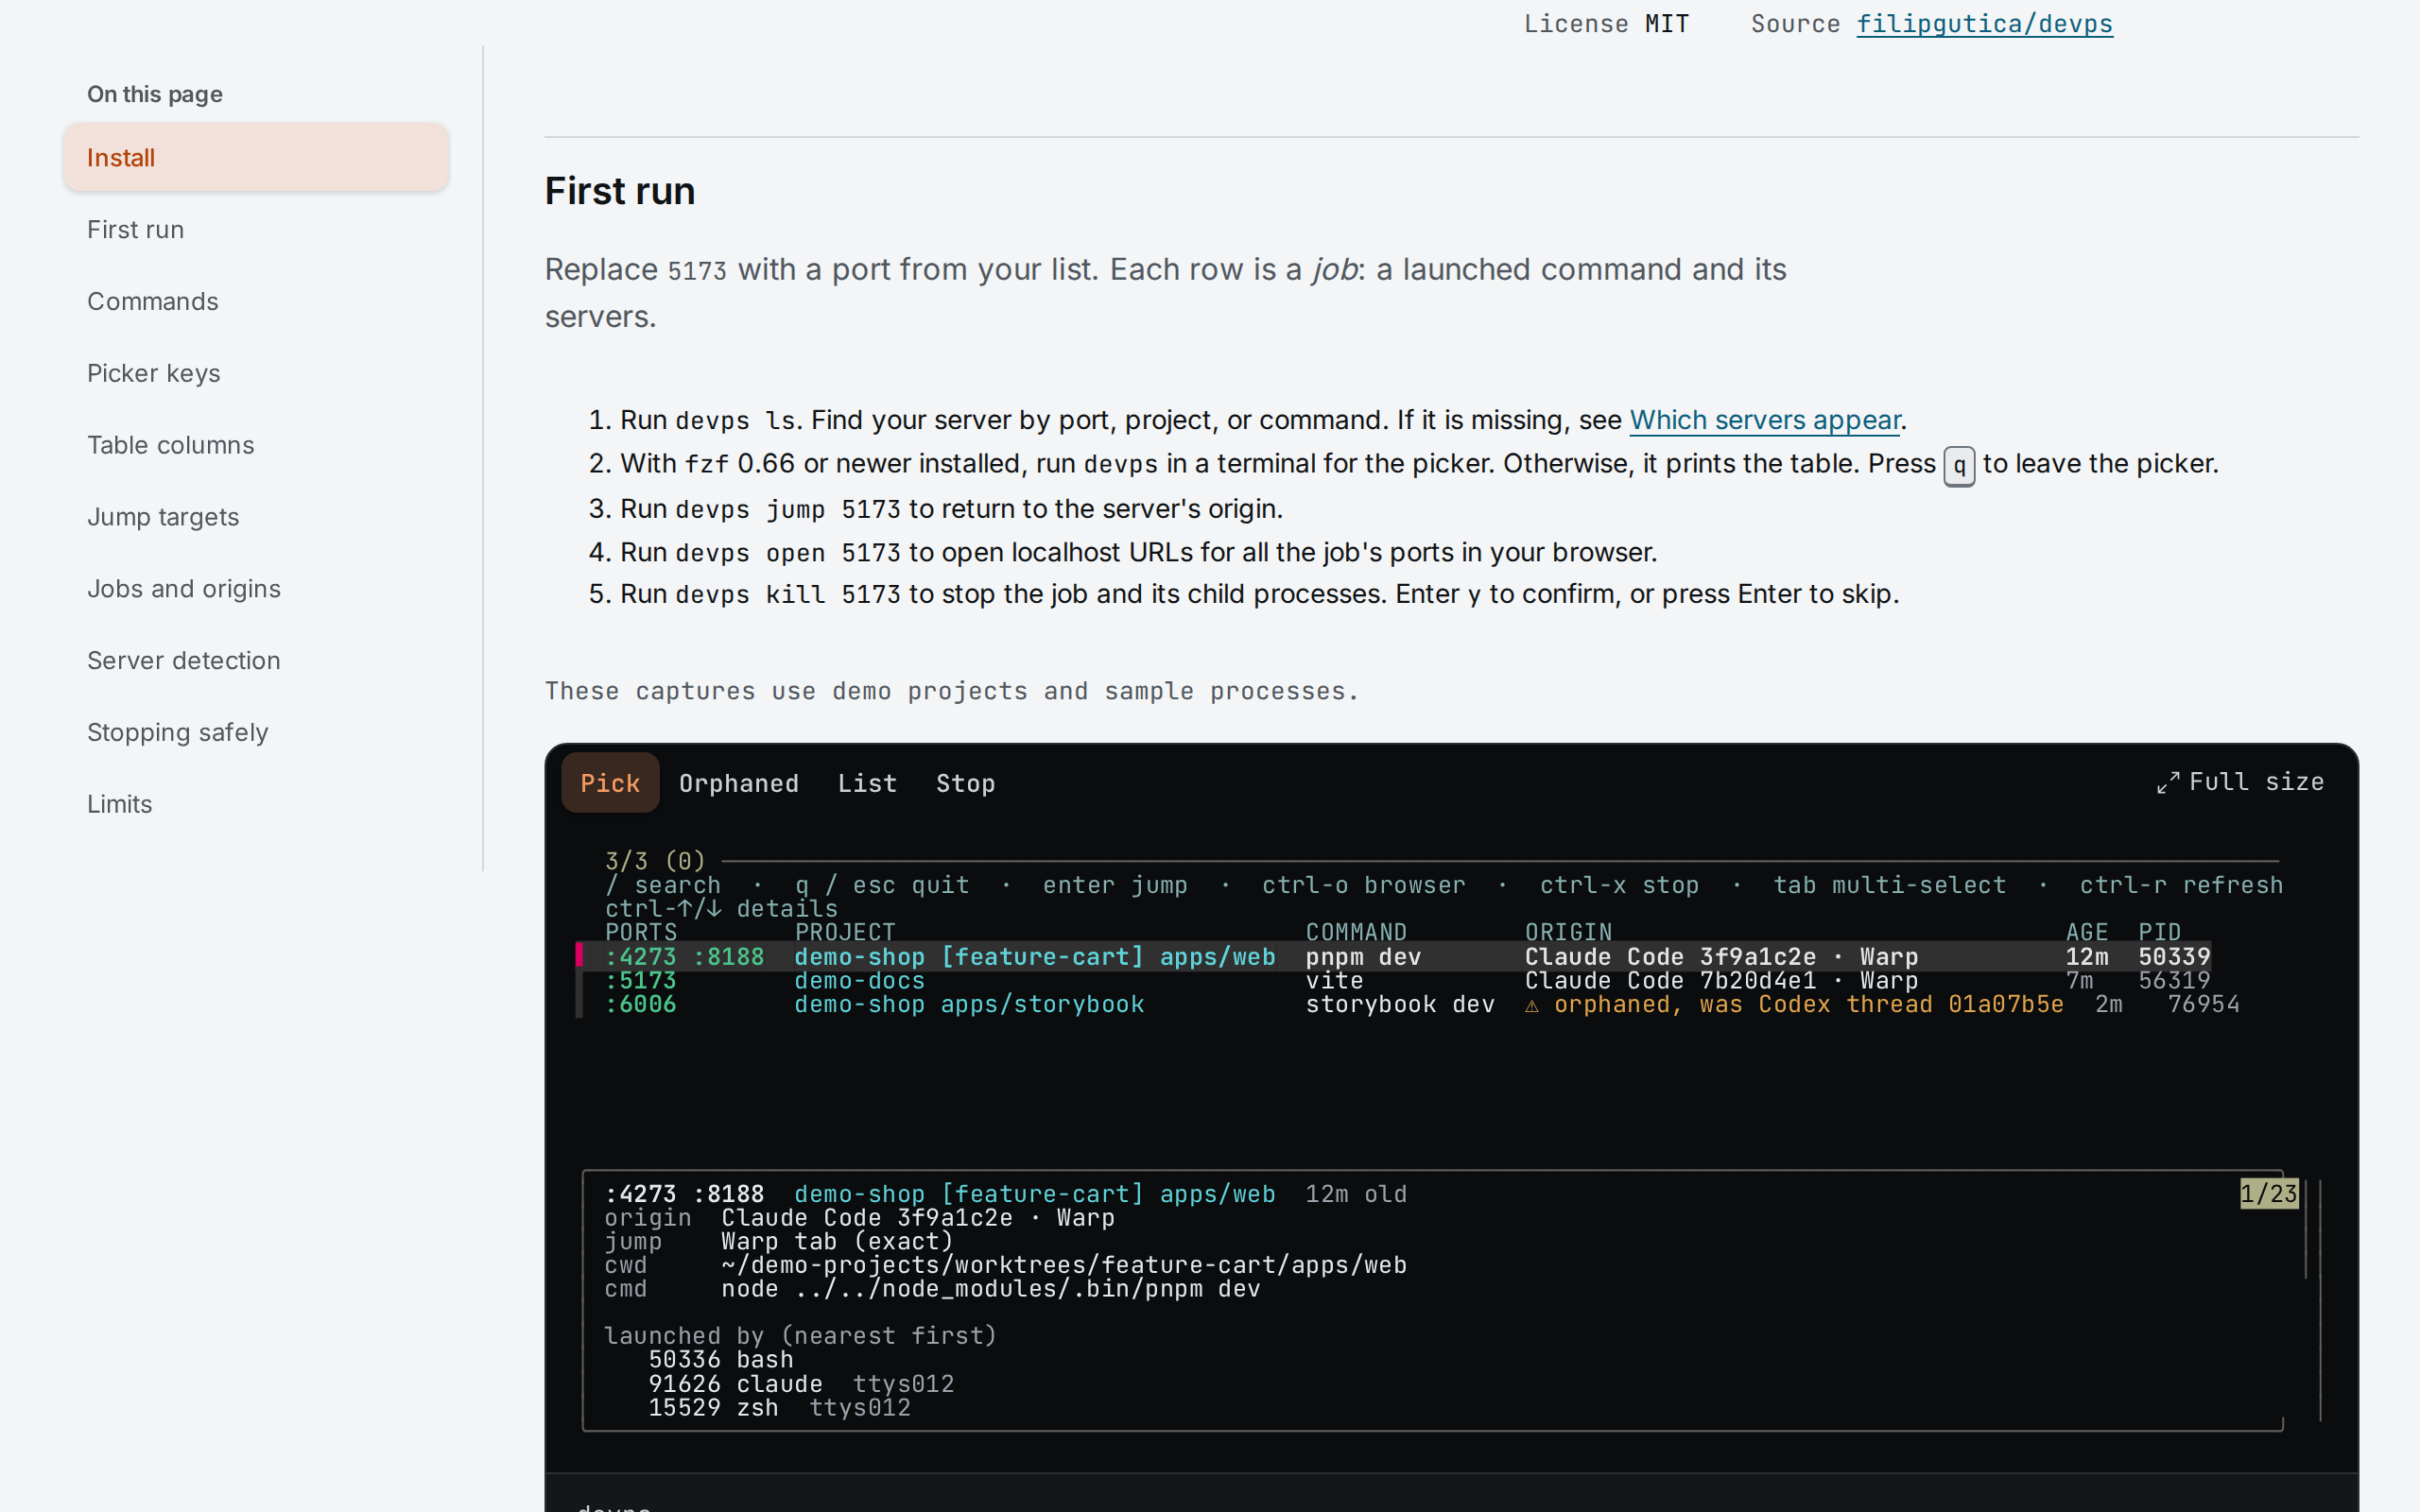 License MIT Source filipgutica/devps
On this page
Install
First run
Commands
Picker keys
Table columns
Jump targets
Jobs and origins
Server detection
Stopping safely
Limits
First run
Replace 5173 with a port from your list. Each row is a job: a launched command and its
servers.
1. Run devps ls. Find your server by port, project, or command. If it is missing, see Which servers appear.
2. With fzf 0.66 or newer installed, run devps in a terminal for the picker. Otherwise, it prints the table. Press q to leave the picker.
3. Run devps jump 5173 to return to the server's origin.
4. Run devps open 5173 to open localhost URLs for all the job's ports in your browser.
5. Run devps kill 5173 to stop the job and its child processes. Enter y to confirm, or press Enter to skip.
These captures use demo projects and sample processes.
Pick Orphaned List Stop Full size
3/3 (0)
/ search · q / esc quit · enter jump · ctrl-o browser · ctrl-x stop · tab multi-select · ctrl-r refresh
ctrl-↑/↓ details
PORTS PROJECT COMMAND ORIGIN AGE PID
:4273 :8188 demo-shop [feature-cart] apps/web pnpm dev Claude Code 3f9a1c2e · Warp 12m 50339
:5173 demo-docs vite Claude Code 7b20d4e1 · Warp 7m 56319
:6006 demo-shop apps/storybook storybook dev ⚠ orphaned, was Codex thread 01a07b5e 2m 76954
:4273 :8188 demo-shop [feature-cart] apps/web 12m old 1/23
origin Claude Code 3f9a1c2e · Warp
jump Warp tab (exact)
cwd ~/demo-projects/worktrees/feature-cart/apps/web
cmd node ../../node_modules/.bin/pnpm dev
launched by (nearest first)
50336 bash
91626 claude ttys012
15529 zsh ttys012
devps